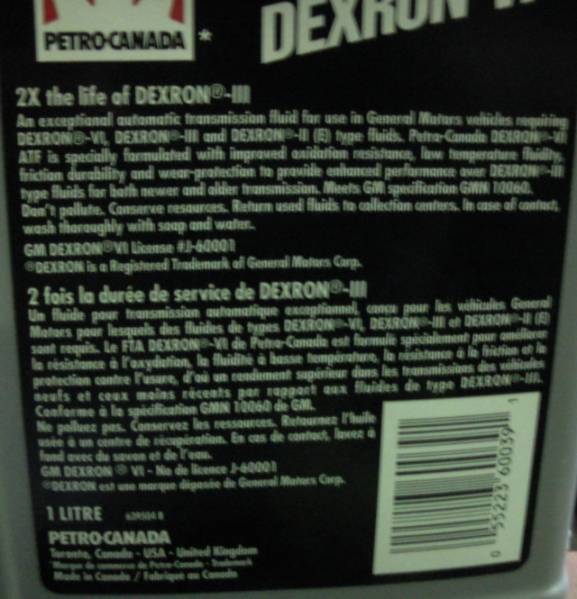 PETRO-CANADA *
DEXRON
2X the life of DEXRON®-III
An exceptional automatic transmission fluid for use in General Motors vehicles requiring
DEXRON®-VI, DEXRON®-III and DEXRON®-II (E) type fluids. Petro-Canada DEXRON®-VI
ATF is specially formulated with improved oxidation resistance, low temperature fluidity,
friction durability and wear-protection to provide enhanced performance over DEXRON®-III
type fluids for both newer and older transmission. Meets GM specification GMN 10060.
Don't pollute. Conserve resources. Return used fluids to collection centers. In case of contact,
wash thoroughly with soap and water.
GM DEXRON®VI License #J-60001
®DEXRON is a Registered Trademark of General Motors Corp.
2 fois la durée de service de DEXRON®-III
Un fluide pour transmission automatique exceptionnel, conçu pour les véhicules General
Motors pour lesquels des fluides de types DEXRON®-VI, DEXRON®-III et DEXRON®-II (E)
sont requis. Le FTA DEXRON®-VI de Petro-Canada est formulé spécialement pour améliorer
la résistance à l'oxydation, la fluidité à basse température, la résistance à la friction et la
protection contre l'usure, d'où un rendement supérieur dans les transmissions des véhicules
neufs et ceux moins récents par rapport aux fluides de type DEXRON®-III.
Conforme à la spécification GMN 10060 de GM.
Ne polluez pas. Conservez les ressources. Retournez l'huile
usée à un centre de récupération. En cas de contact, lavez à
fond avec du savon et de l'eau.
GM DEXRON ® VI - No de licence J-60001
®DEXRON est une marque déposée de General Motors Corp.
1 LITRE
PETRO-CANADA
Toronto, Canada - USA - United Kingdom
*Marque de commerce de Petro-Canada - Trademark
Made in Canada / Fabriqué au Canada
0 55223 60039 1